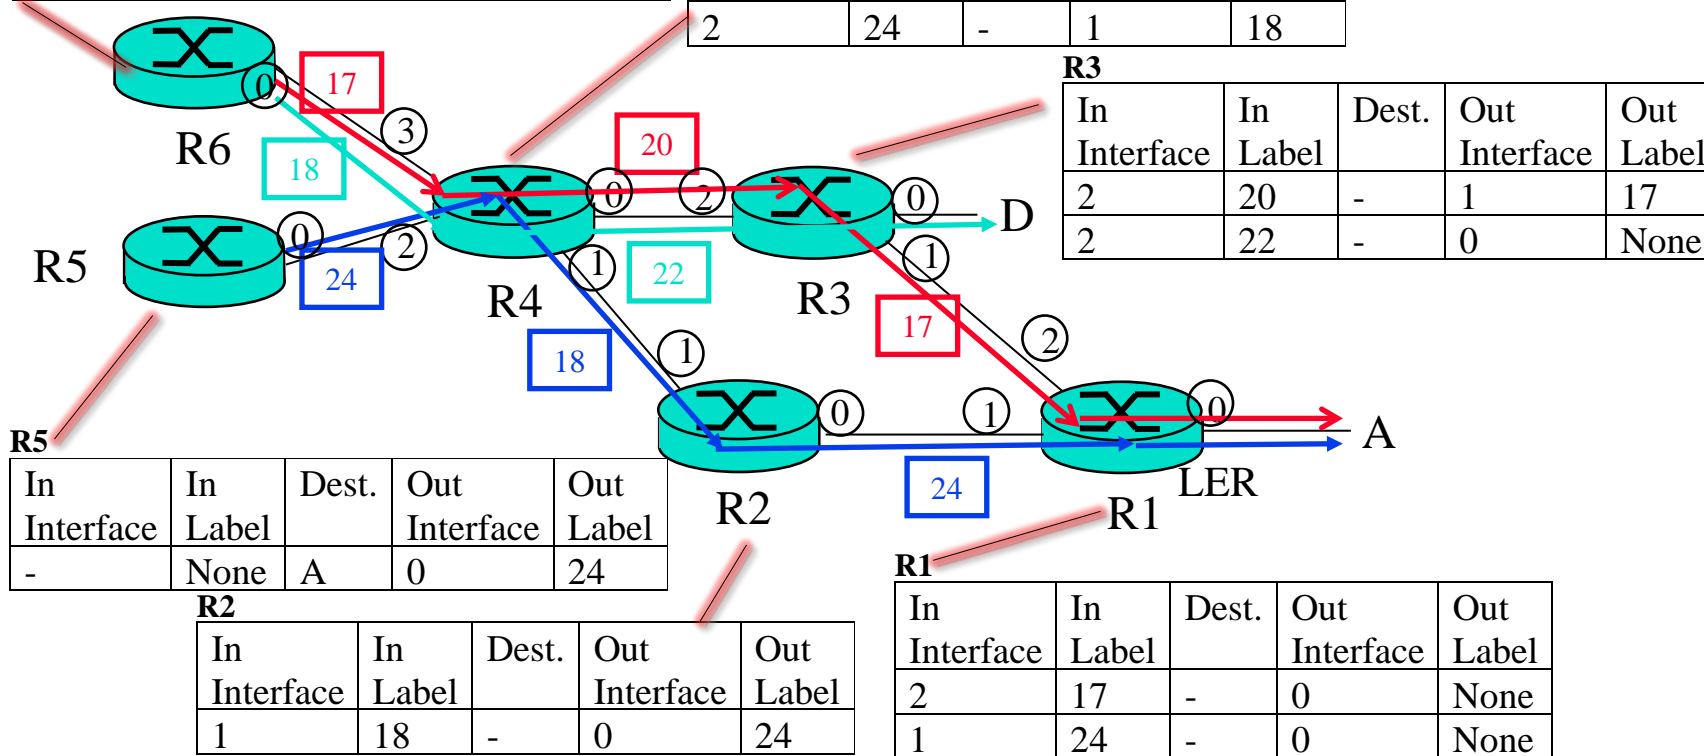 2 24 - 1 18
R3
In Interface In Label Dest. Out Interface Out Label
2 20 - 1 17
2 22 - 0 None
0 17
3
R6
18
20
0 2 0
D
R5
0 2
24
R4
1
22
R3
1
17
18
1
2
0 1 0
A
24
R2
LER
R1
R5
In Interface In Label Dest. Out Interface Out Label
- None A 0 24
R2
In Interface In Label Dest. Out Interface Out Label
1 18 - 0 24
R1
In Interface In Label Dest. Out Interface Out Label
2 17 - 0 None
1 24 - 0 None